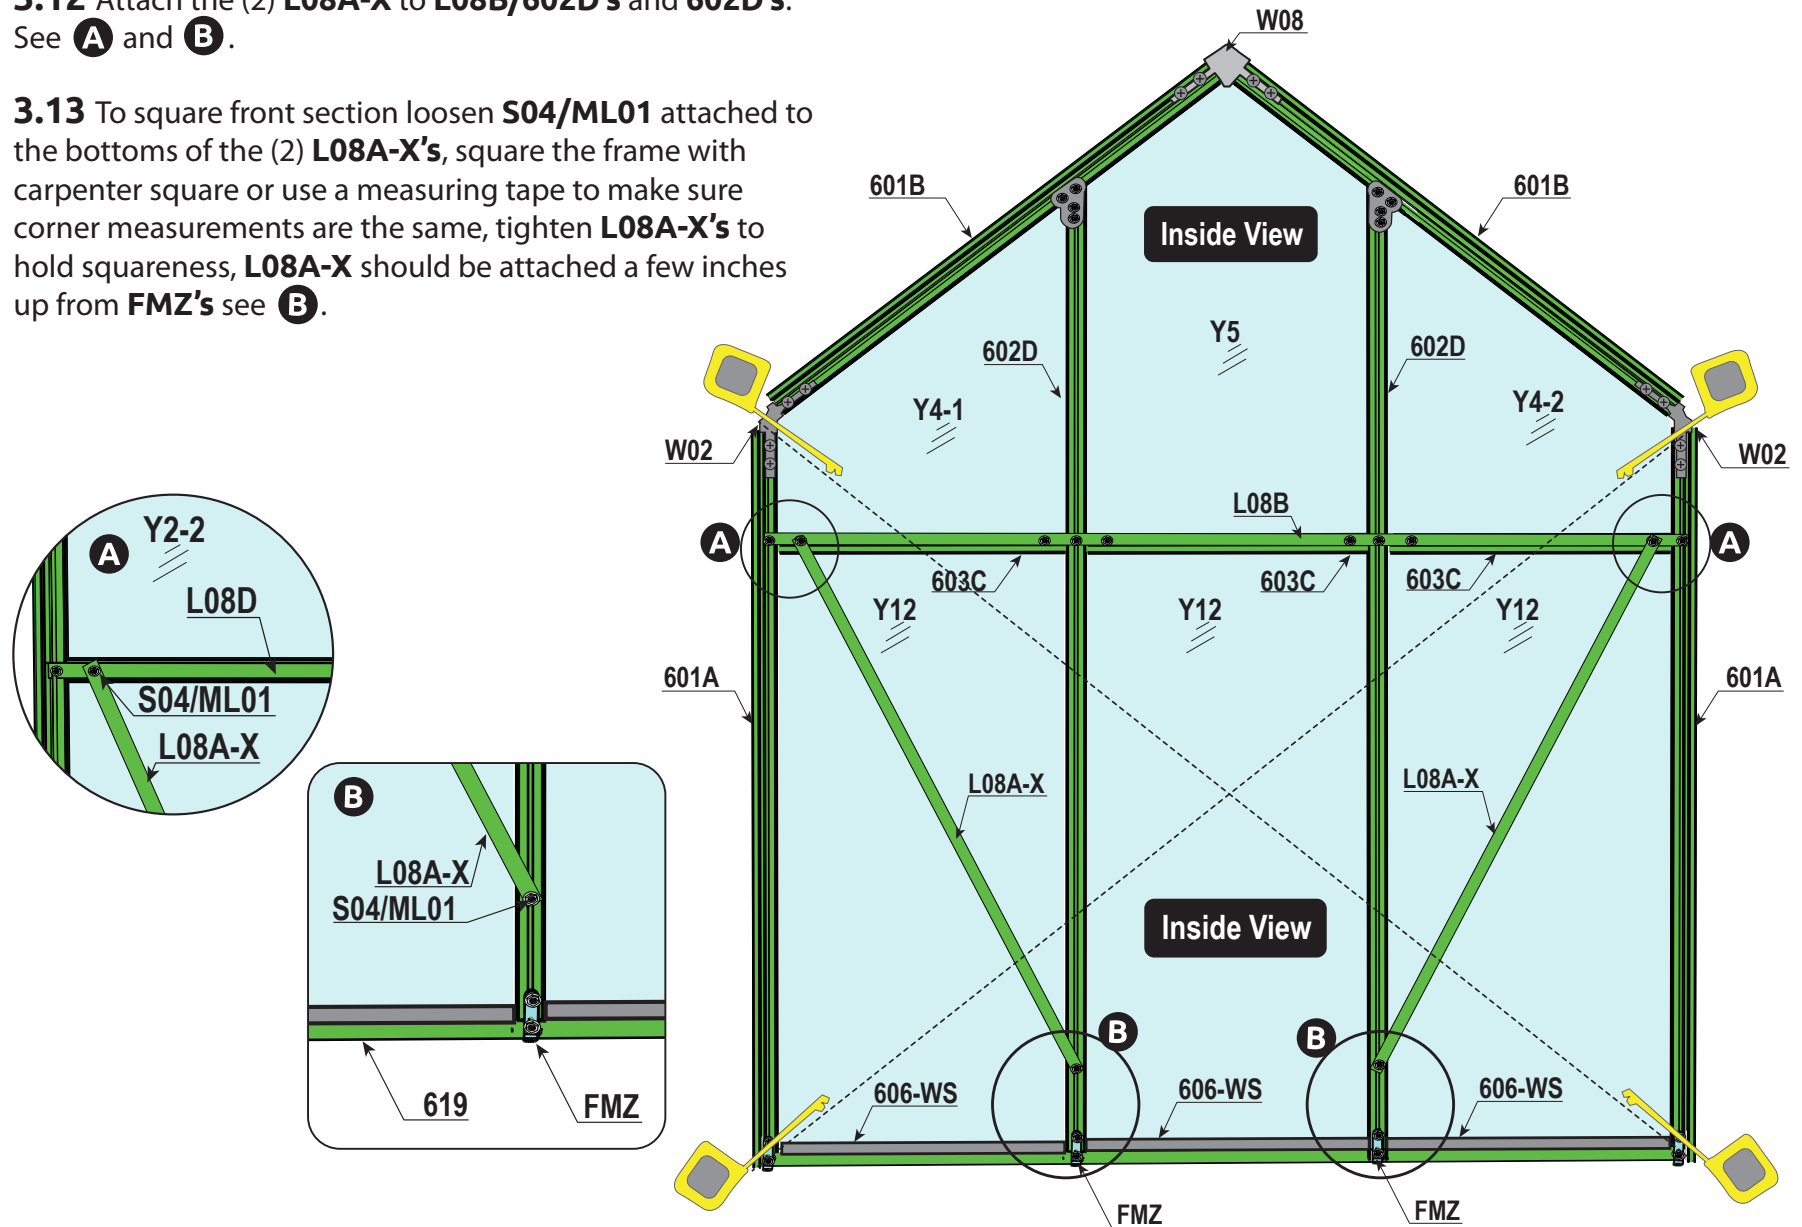 3.12 Attach the (2) L08A-X to L08B/602D's and 602D's.
See A and B.
3.13 To square front section loosen S04/ML01 attached to
the bottoms of the (2) L08A-X's, square the frame with
carpenter square or use a measuring tape to make sure
corner measurements are the same, tighten L08A-X's to
hold squareness, L08A-X should be attached a few inches
up from FMZ's see B.
W08
601B
601B
Inside View
Y5
602D
602D
Y4-1
Y4-2
W02
W02
L08B
A
A
603C
603C
603C
Y12
Y12
Y12
601A
601A
L08A-X
L08A-X
Inside View
B
B
606-WS
606-WS
606-WS
FMZ
FMZ
A
Y2-2
L08D
S04/ML01
L08A-X
B
L08A-X
S04/ML01
619
FMZ